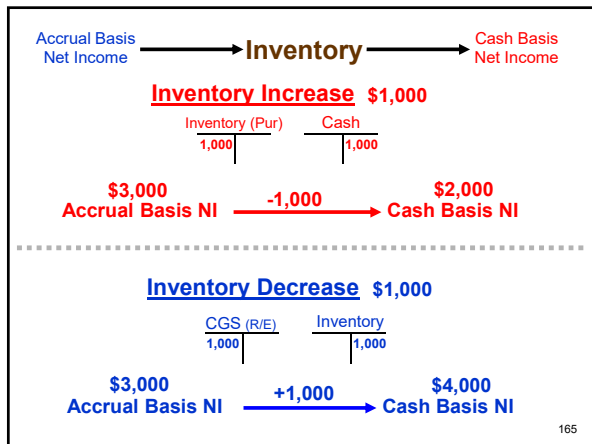 Accrual Basis
Net Income
Inventory
Cash Basis
Net Income
Inventory Increase $1,000
Inventory (Pur) Cash
1,000 1,000
$3,000
Accrual Basis NI
-1,000
$2,000
Cash Basis NI
Inventory Decrease $1,000
CGS (R/E) Inventory
1,000 1,000
$3,000
Accrual Basis NI
+1,000
$4,000
Cash Basis NI
165